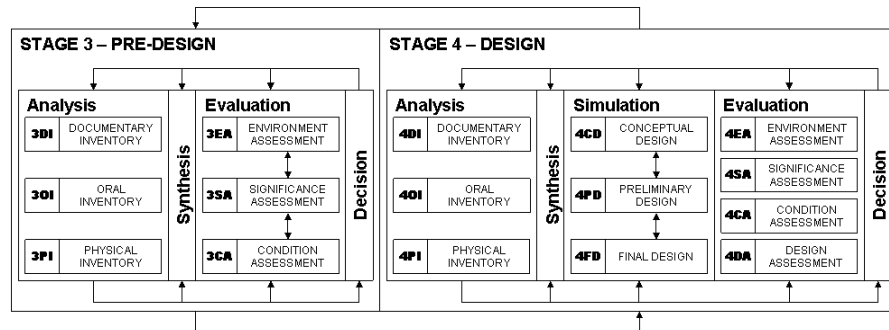 STAGE 3 – PRE-DESIGN
Analysis
3DI
DOCUMENTARY
INVENTORY
3OI
ORAL
INVENTORY
3PI
PHYSICAL
INVENTORY
Synthesis
Evaluation
3EA
ENVIRONMENT
ASSESSMENT
3SA
SIGNIFICANCE
ASSESSMENT
3CA
CONDITION
ASSESSMENT
Decision
STAGE 4 – DESIGN
Analysis
4DI
DOCUMENTARY
INVENTORY
4OI
ORAL
INVENTORY
4PI
PHYSICAL
INVENTORY
Synthesis
Simulation
4CD
CONCEPTUAL
DESIGN
4PD
PRELIMINARY
DESIGN
4FD
FINAL DESIGN
Evaluation
4EA
ENVIRONMENT
ASSESSMENT
4SA
SIGNIFICANCE
ASSESSMENT
4CA
CONDITION
ASSESSMENT
4DA
DESIGN
ASSESSMENT
Decision